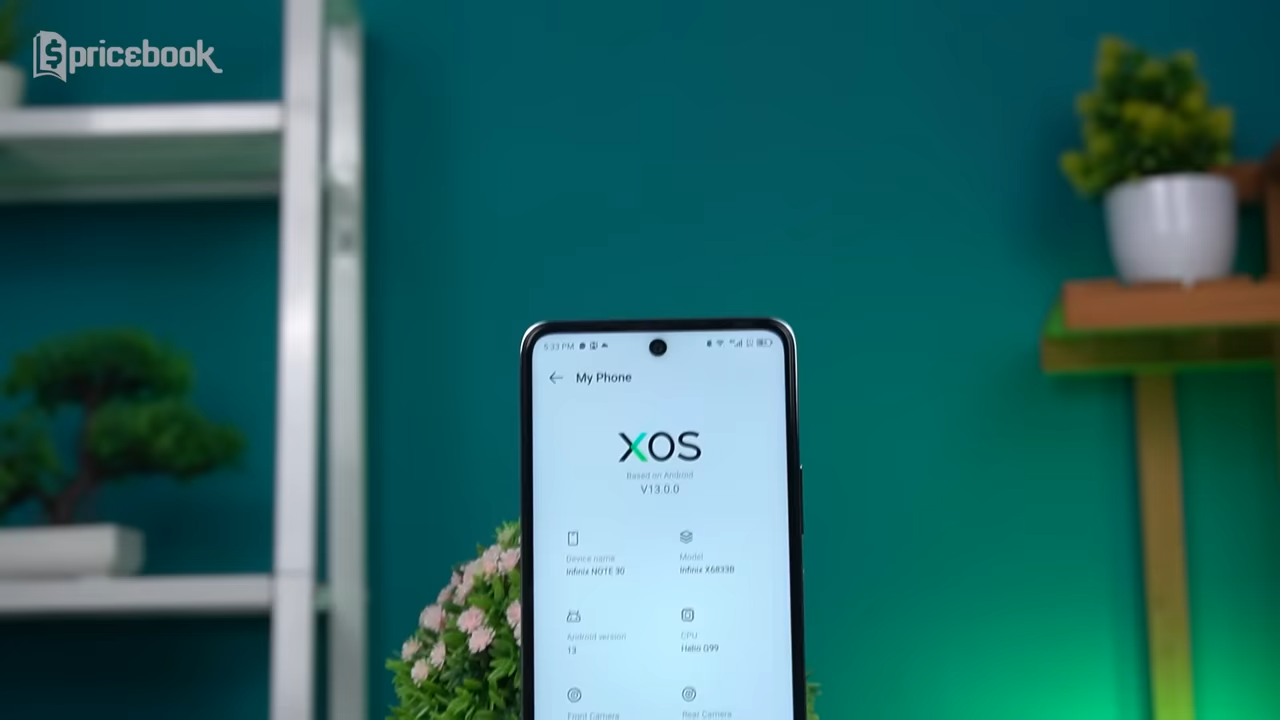 pricebook
5:33 PM
My Phone
XOS
Based on Android
V13.0.0
Device name
Infinix NOTE 30
Model
Infinix X6833B
Android version
13
CPU
Helio G99
Front Camera
Rear Camera